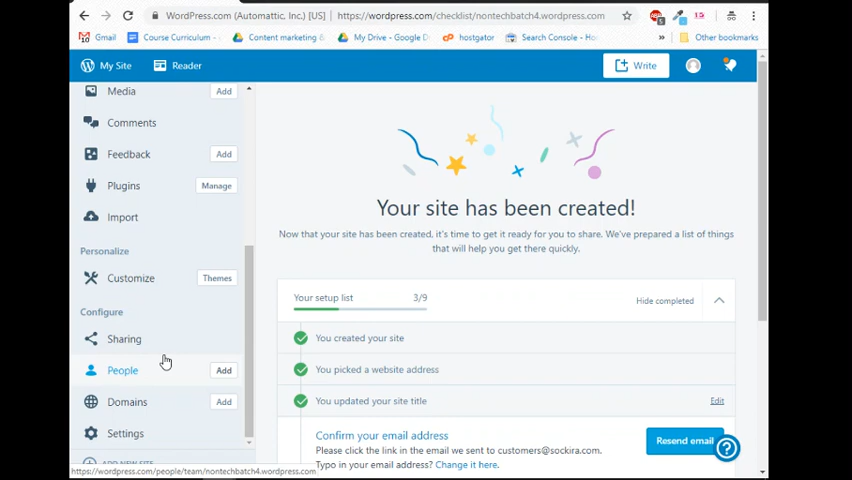 WordPress.com (Automattic, Inc.) [US] https://wordpress.com/checklist/nontechbatch4.wordpress.com
Gmail Course Curriculum - Content marketing & My Drive - Google D hostgator Search Console - Ho » Other bookmarks
My Site Reader Write
Media Add
Comments
Feedback Add
Plugins Manage
Import
Personalize
Customize Themes
Configure
Sharing
People Add
Domains Add
Settings
ADD NEW SITE
https://wordpress.com/people/team/nontechbatch4.wordpress.com
Your site has been created!
Now that your site has been created, it's time to get it ready for you to share. We've prepared a list of things
that will help you get there quickly.
Your setup list 3/9 Hide completed
You created your site
You picked a website address
You updated your site title Edit
Confirm your email address
Please click the link in the email we sent to customers@sockira.com.
Typo in your email address? Change it here.
Resend email